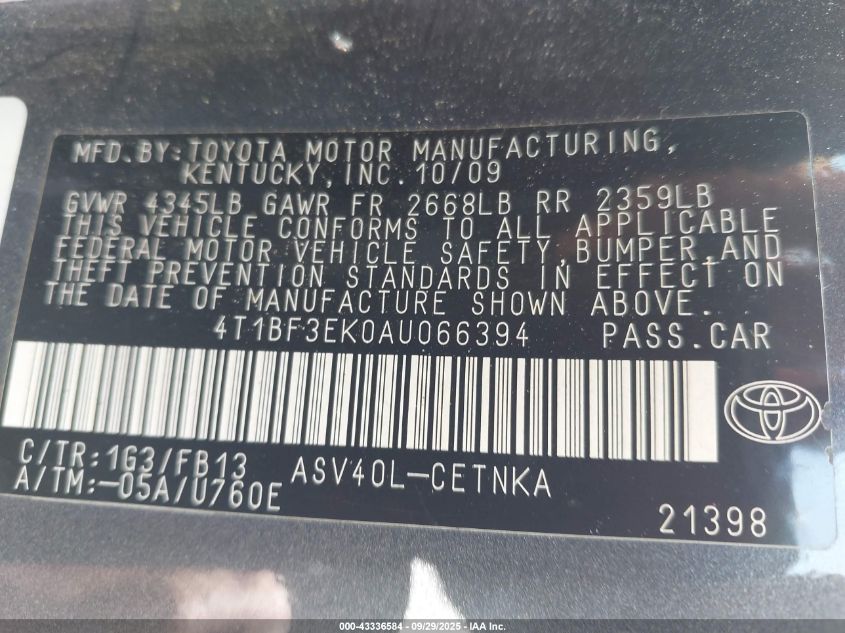 MFD.BY:TOYOTA MOTOR MANUFACTURING,
KENTUCKY,INC.10/09
GVWR 4345LB GAWR FR 2668LB RR 2359LB
THIS VEHICLE CONFORMS TO ALL APPLICABLE
FEDERAL MOTOR VEHICLE SAFETY,BUMPER,AND
THEFT PREVENTION STANDARDS IN EFFECT ON
THE DATE OF MANUFACTURE SHOWN ABOVE.
4T1BF3EK0AU066394 PASS.CAR
C/TR:1G3/FB13 ASV40L-CETNKA
A/TM:-05A/U760E
21398
000-43336584 - 09/29/2025 - IAA Inc.